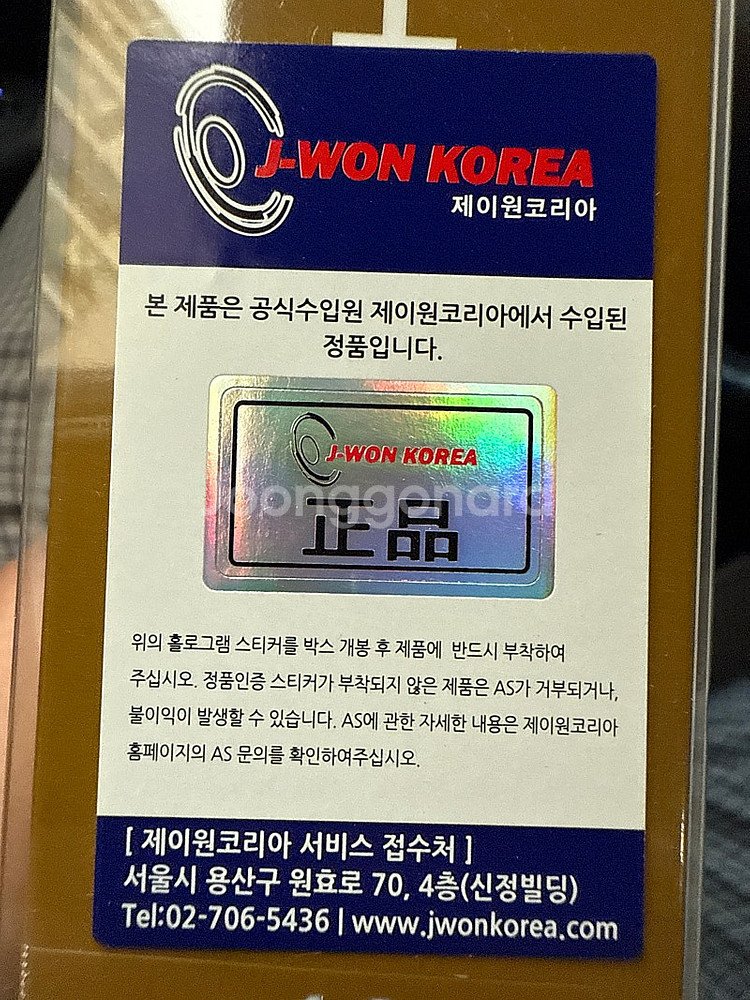 J-WON KOREA
제이원코리아
본 제품은 공식수입원 제이원코리아에서 수입된
정품입니다.
J-WON KOREA
joonggonara
正品
위의 홀로그램 스티커를 박스 개봉 후 제품에 반드시 부착하여
주십시오. 정품인증 스티커가 부착되지 않은 제품은 AS가 거부되거나,
불이익이 발생할 수 있습니다. AS에 관한 자세한 내용은 제이원코리아
홈페이지의 AS 문의를 확인하여주십시오.
[ 제이원코리아 서비스 접수처 ]
서울시 용산구 원효로 70, 4층(신정빌딩)
Tel:02-706-5436 | www.jwonkorea.com